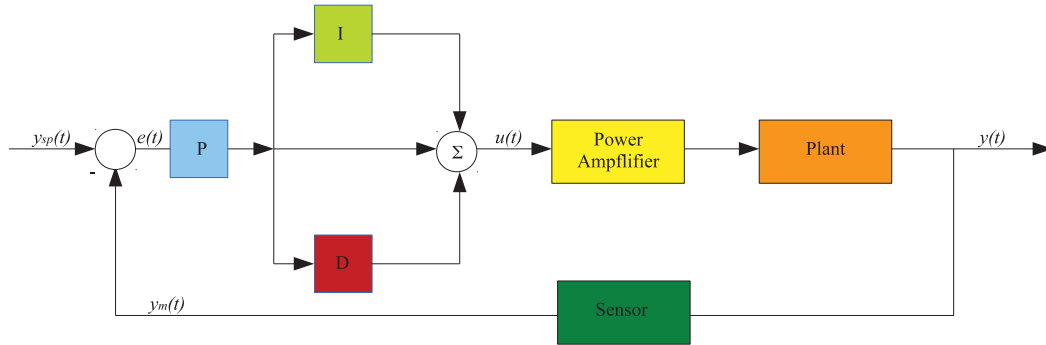 I
ysp(t)
e(t)
P
Σ
u(t)
Power
Ampflifier
Plant
y(t)
-
D
ym(t)
Sensor